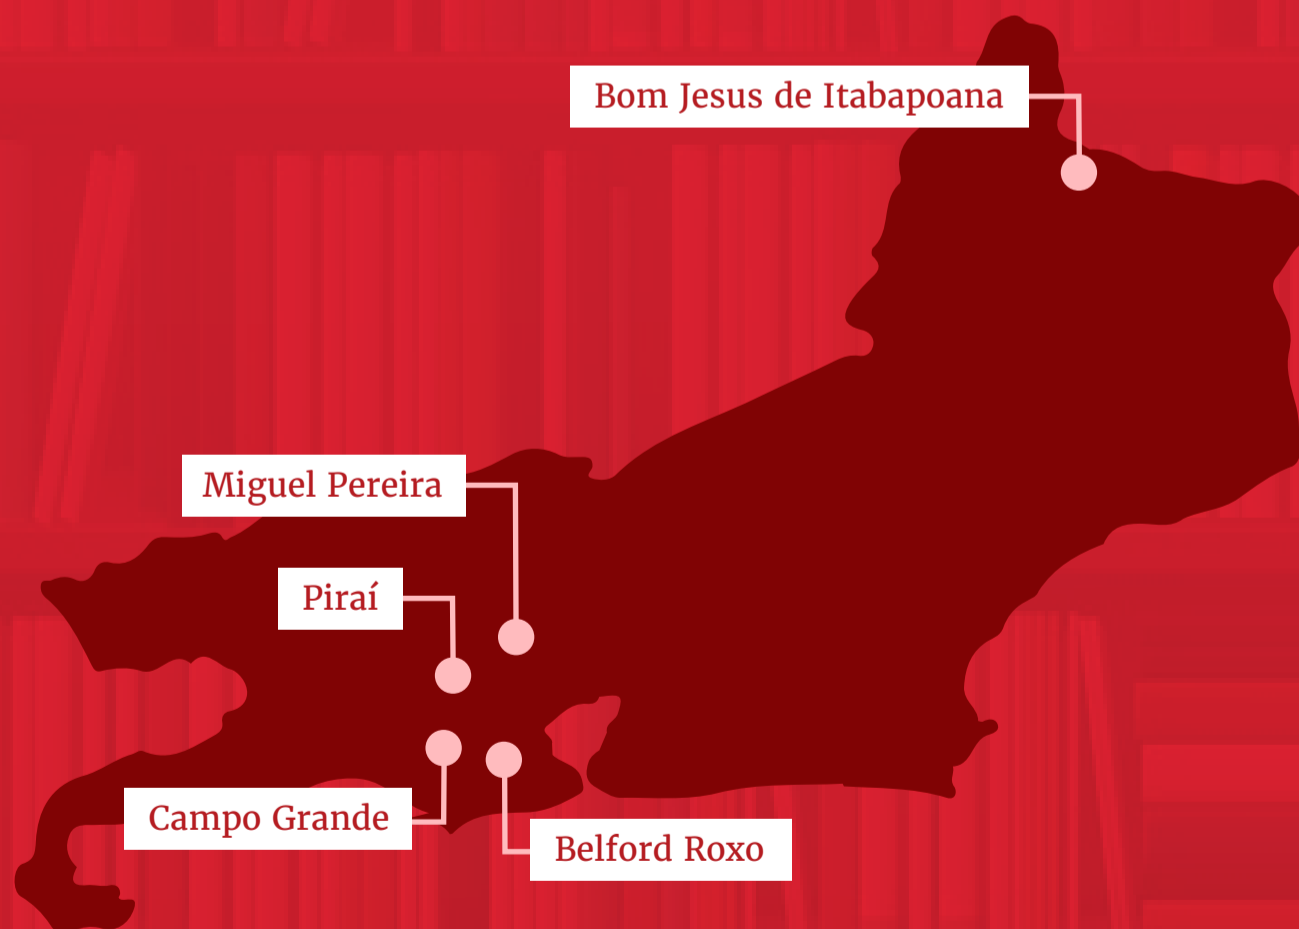 Bom Jesus de Itabapoana
Miguel Pereira
Piraí
Campo Grande
Belford Roxo